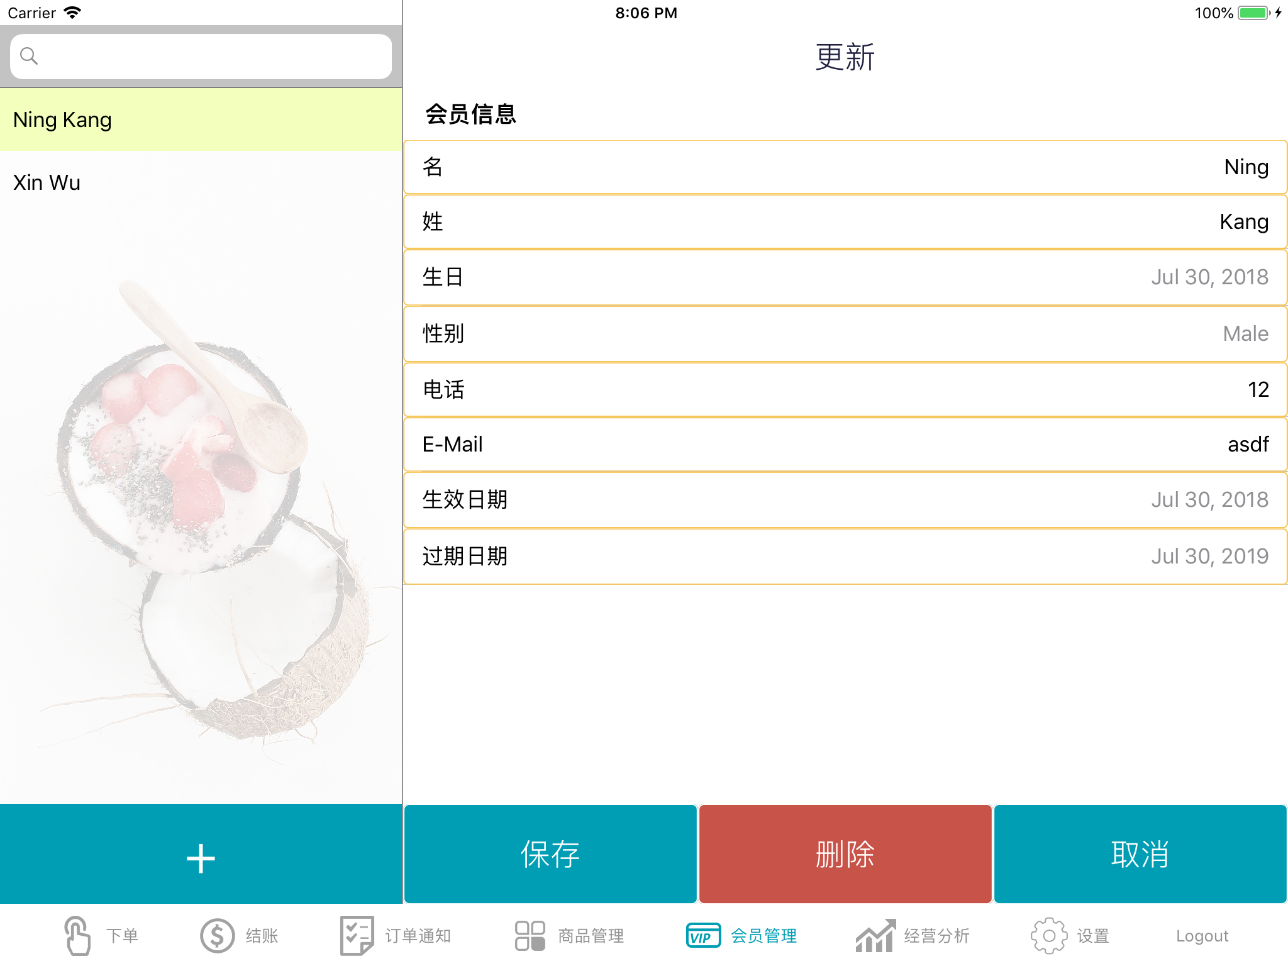 Carrier
8:06 PM
100%
更新
Ning Kang
Xin Wu
会员信息
名 Ning
姓 Kang
生日 Jul 30, 2018
性别 Male
电话 12
E-Mail asdf
生效日期 Jul 30, 2018
过期日期 Jul 30, 2019
+
保存
删除
取消
下单
结账
订单通知
商品管理
VIP
会员管理
经营分析
设置
Logout